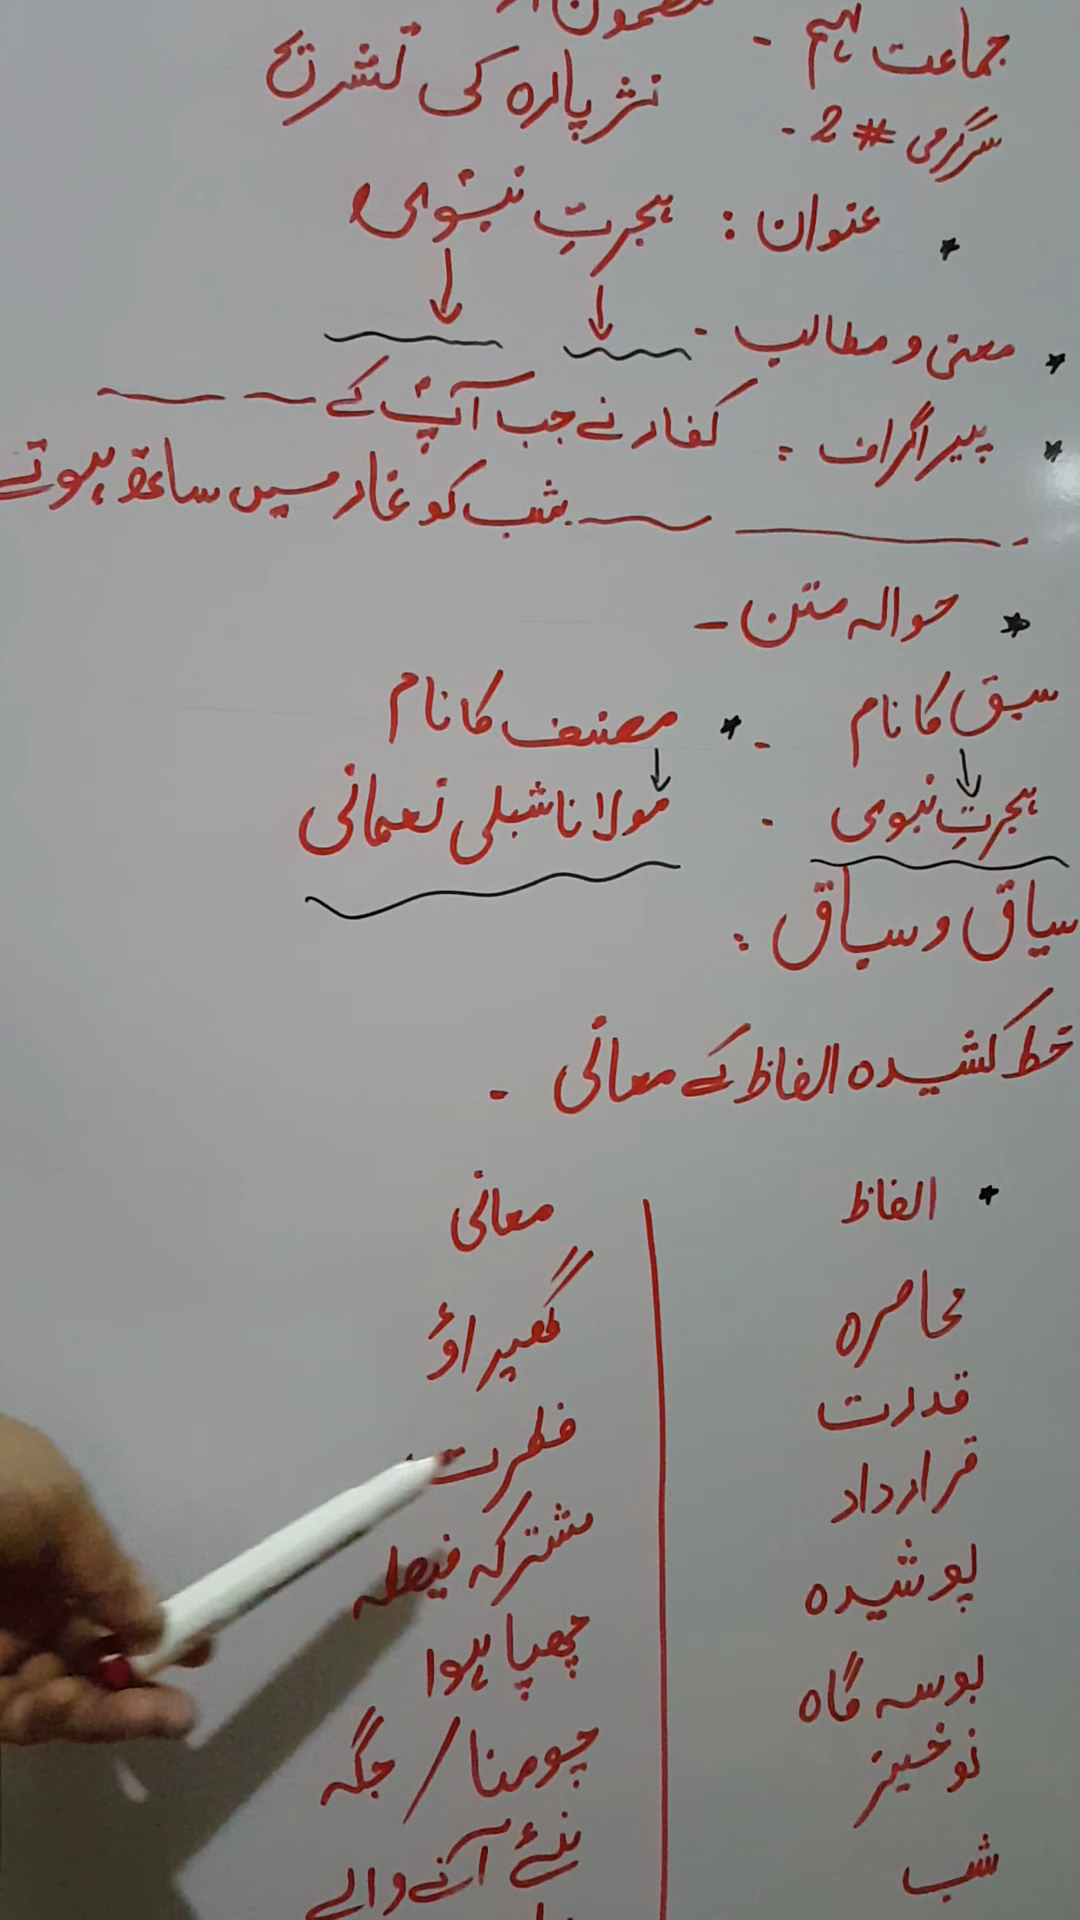 جماعت نہم - مضمون
سرگرمی # 2 - نثر پارہ کی تشریح
عنوان : ہجرتِ نبویؐ
معنی و مطالب -
پیراگراف : کفار نے جب آپؐ کے
شب کو غار میں ساتھ ہوتے
حوالہ متن -
سبق کا نام - مصنف کا نام
ہجرتِ نبوی - مولانا شبلی نعمانی
سیاق و سباق :
خط کشیدہ الفاظ کے معانی -
الفاظ معانی
محاصرہ گھیراؤ
قدرت فطرت
قرارداد مشترکہ فیصلہ
پوشیدہ چھپا ہوا
بوسہ گاہ چومنا / جگہ
نوخیز نئے آنے والے
شب